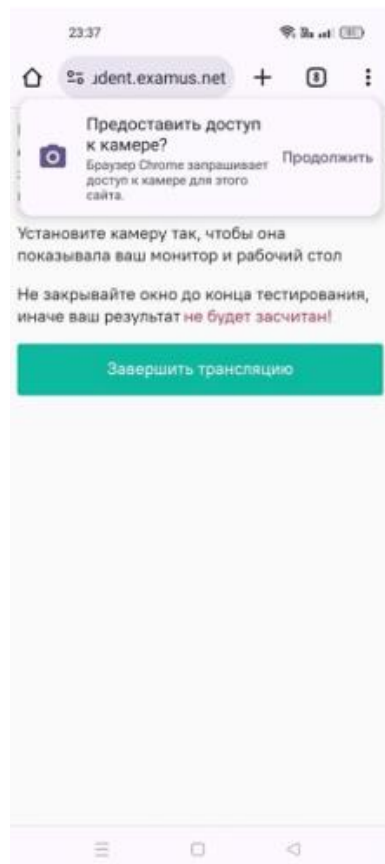 23:37
udent.examus.net
8
Предоставить доступ
к камере?
Браузер Chrome запрашивает
доступ к камере для этого
сайта.
Продолжить
Установите камеру так, чтобы она
показывала ваш монитор и рабочий стол
Не закрывайте окно до конца тестирования,
иначе ваш результат не будет засчитан!
Завершить трансляцию